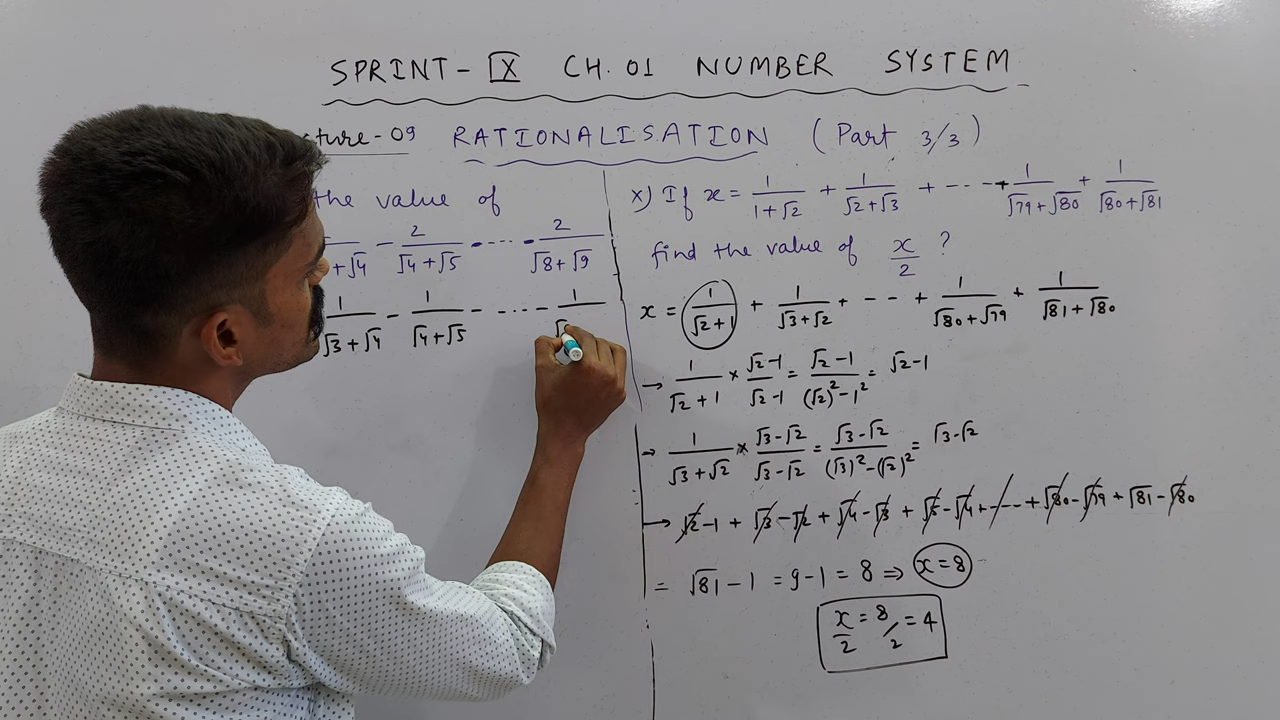 SPRINT-IX CH. 01 NUMBER SYSTEM
cture-09 RATIONALISATION (Part 3/3)
the value of
+√4 - 2/(√4+√5) - ---- - 2/(√8+√9)
1/(√3+√4) - 1/(√4+√5) - ---- - 1/√
x) If x = 1/(1+√2) + 1/(√2+√3) + ---- + 1/(√79+√80) + 1/(√80+√81)
find the value of x/2 ?
x = 1/(√2+1) + 1/(√3+√2) + ---- + 1/(√80+√79) + 1/(√81+√80)
→ 1/(√2+1) × (√2-1)/(√2-1) = (√2-1)/((√2)²-1²) = √2-1
→ 1/(√3+√2) × (√3-√2)/(√3-√2) = (√3-√2)/((√3)²-(√2)²) = √3-√2
→ √2-1 + √3-√2 + √4-√3 + √5-√4 + ---- + √80-√79 + √81-√80
= √81-1 = 9-1 = 8 ⇒ x=8
x/2 = 8/2 = 4